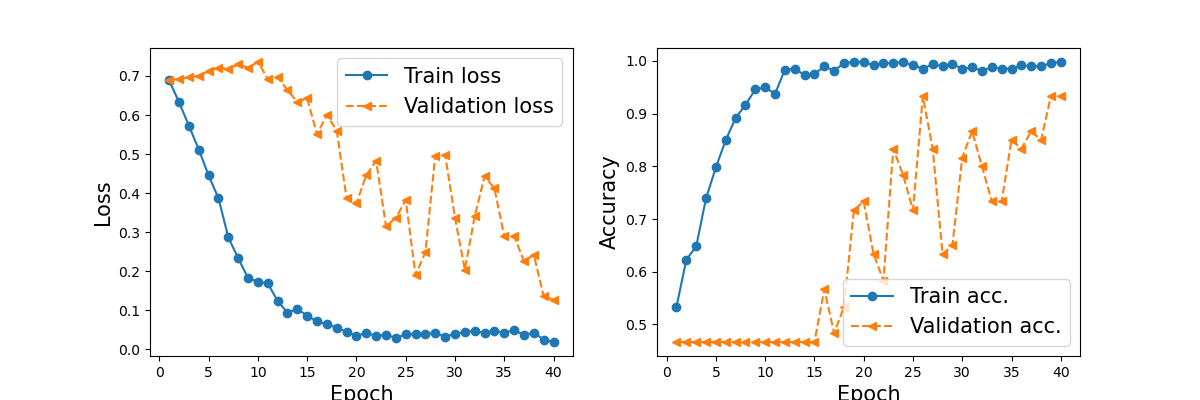 0.7
0.6
0.5
0.4
0.3
0.2
0.1
0.0
Loss
Train loss
Validation loss
0 5 10 15 20 25 30 35 40
Epoch
1.0
0.9
0.8
0.7
0.6
0.5
Accuracy
Train acc.
Validation acc.
0 5 10 15 20 25 30 35 40
Epoch